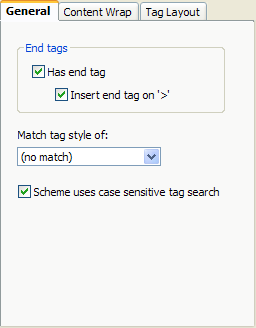 General Content Wrap Tag Layout
End tags
Has end tag
Insert end tag on '>'
Match tag style of:
(no match)
Scheme uses case sensitive tag search